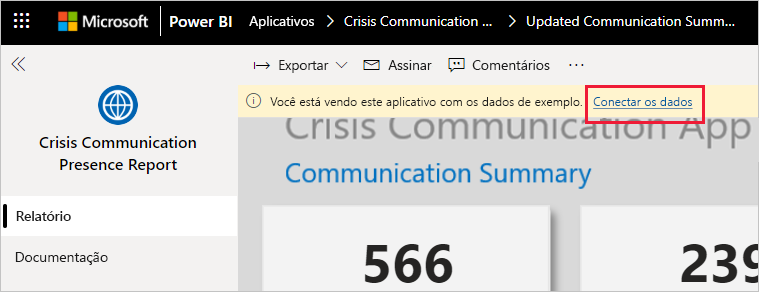 Microsoft Power BI Aplicativos > Crisis Communication ... > Updated Communication Summ...
Exportar Assinar Comentários ...
Você está vendo este aplicativo com os dados de exemplo. Conectar os dados
Crisis Communication
Presence Report
Relatório
Documentação
Crisis Communication App
Communication Summary
566
239